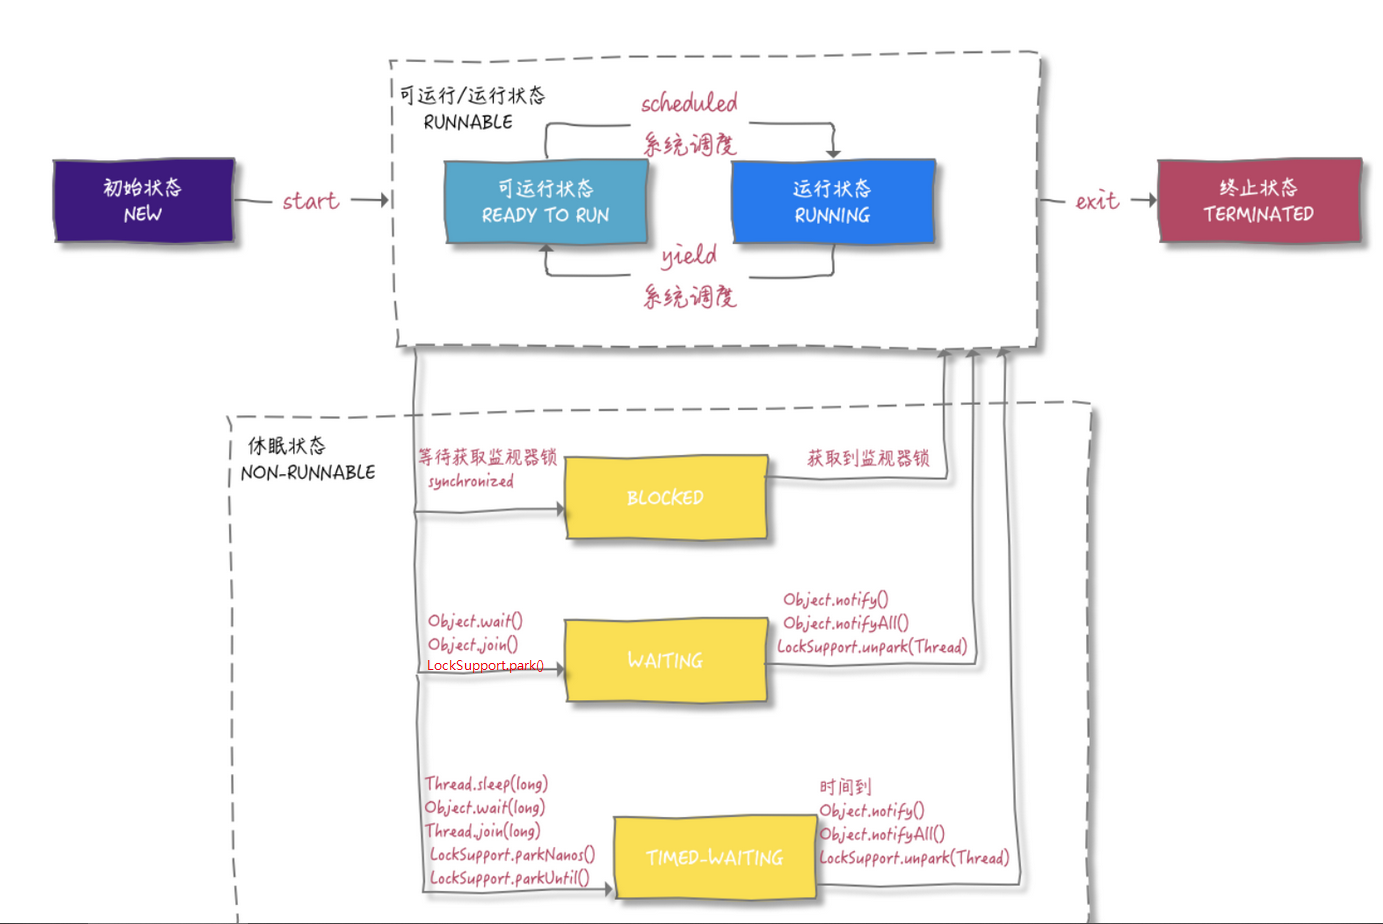 可运行/运行状态
RUNNABLE
scheduled
系统调度
初始状态
NEW
start
可运行状态
READY TO RUN
运行状态
RUNNING
exit
终止状态
TERMINATED
yield
系统调度
休眠状态
NON-RUNNABLE
等待获取监视器锁
synchronized
BLOCKED
获取到监视器锁
Object.wait()
Object.join()
LockSupport.park()
WAITING
Object.notify()
Object.notifyAll()
LockSupport.unpark(Thread)
Thread.sleep(long)
Object.wait(long)
Thread.join(long)
LockSupport.parkNanos()
LockSupport.parkUntil()
TIMED-WAITING
时间到
Object.notify()
Object.notifyAll()
LockSupport.unpark(Thread)